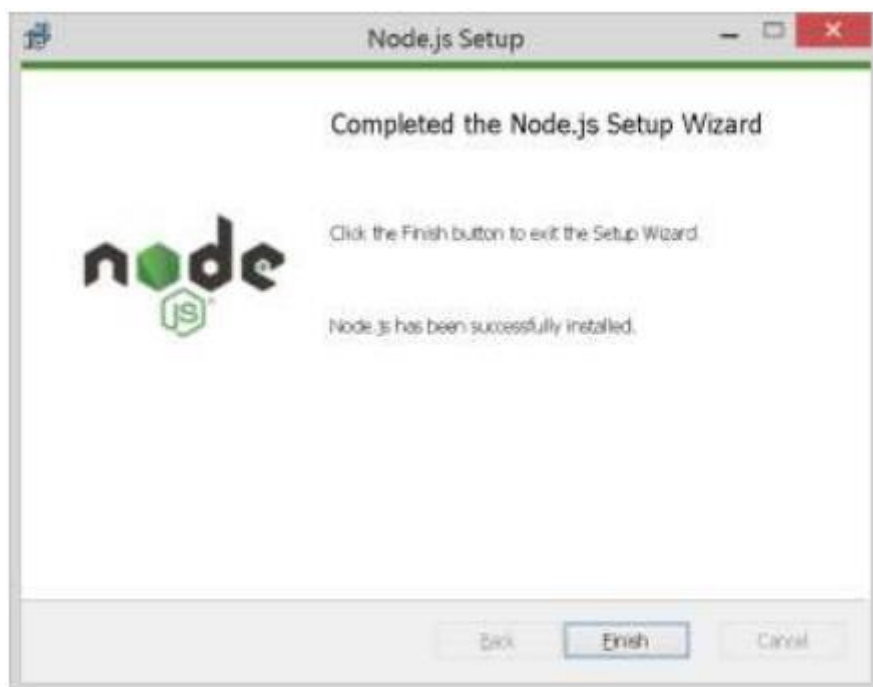 Node.js Setup
Completed the Node.js Setup Wizard
Click the Finish button to exit the Setup Wizard.
node
JS
Node.js has been successfully installed.
Back
Finish
Cancel